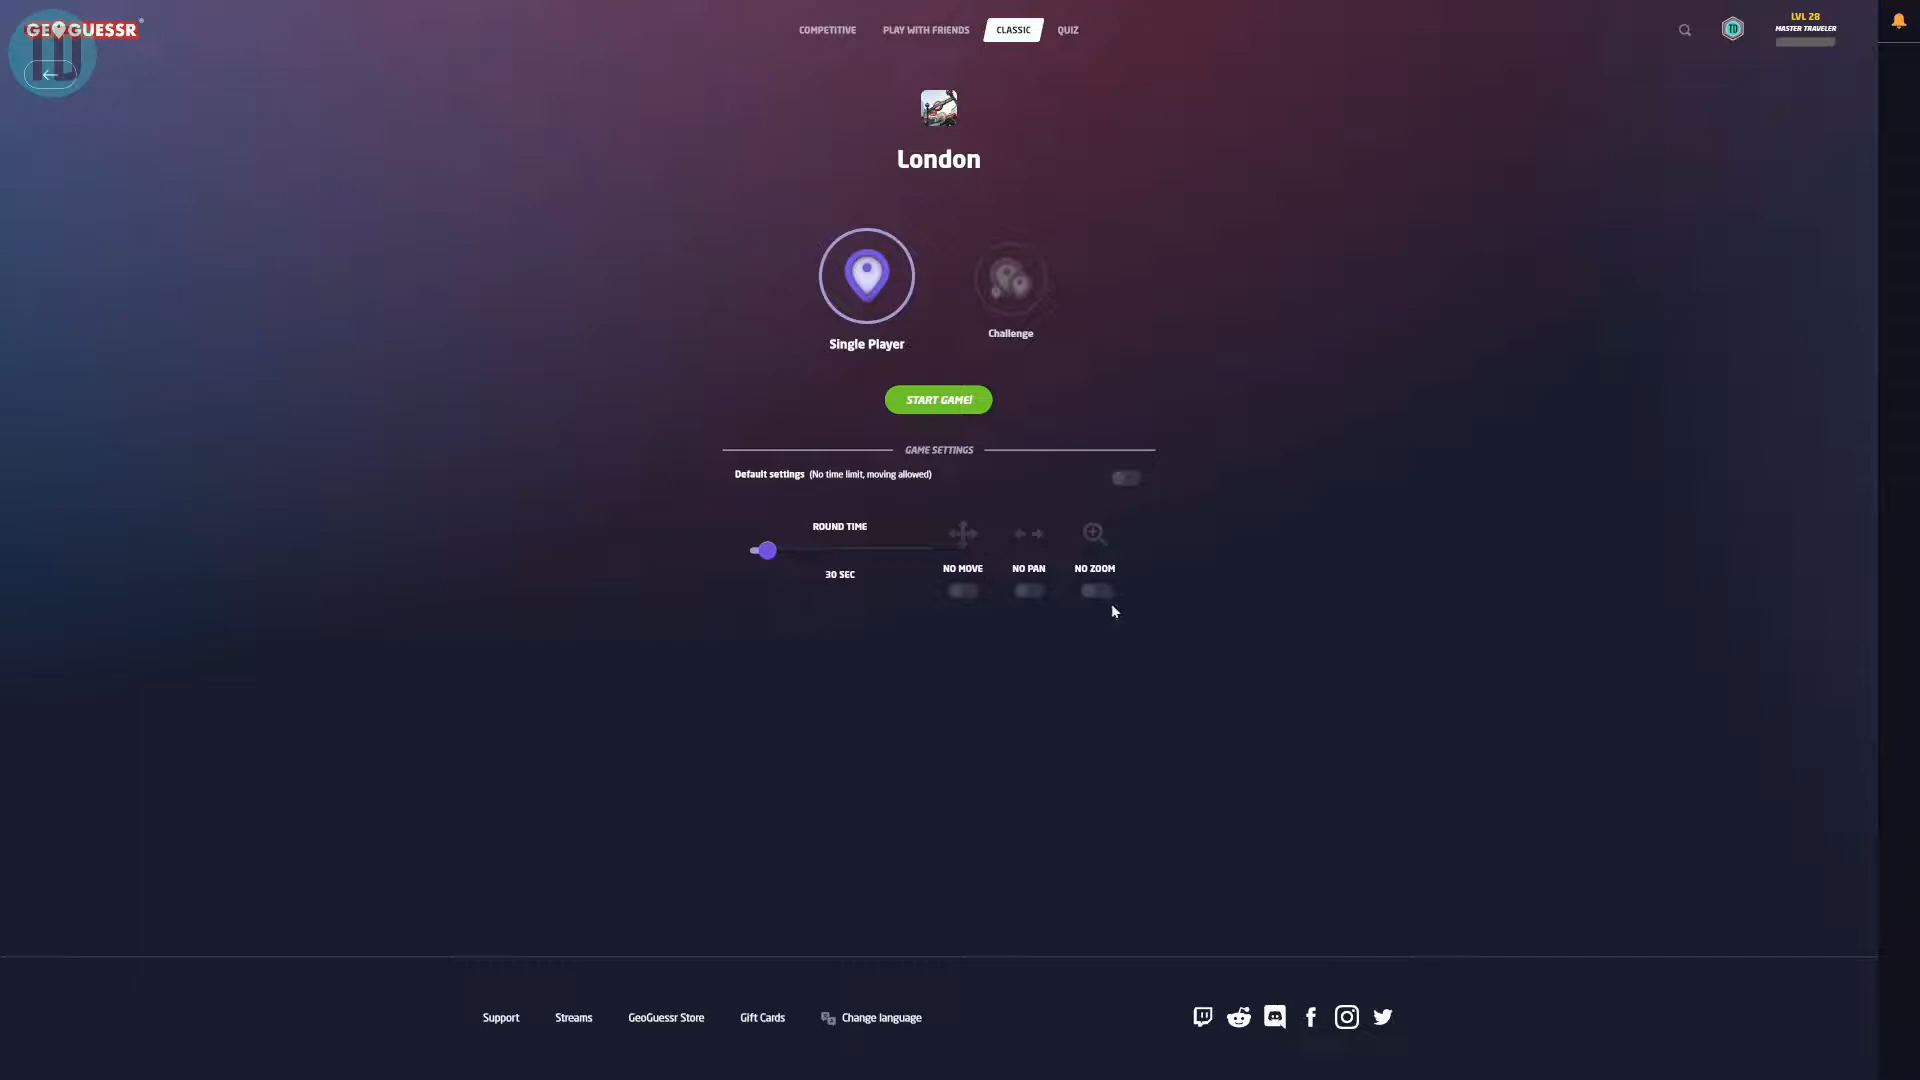 GEOGUESSR
COMPETITIVE
PLAY WITH FRIENDS
CLASSIC
QUIZ
TD
LVL 28
MASTER TRAVELER
London
Single Player
Challenge
START GAME!
GAME SETTINGS
Default settings (No time limit, moving allowed)
ROUND TIME
30 SEC
NO MOVE
NO PAN
NO ZOOM
Support
Streams
GeoGuessr Store
Gift Cards
Change language